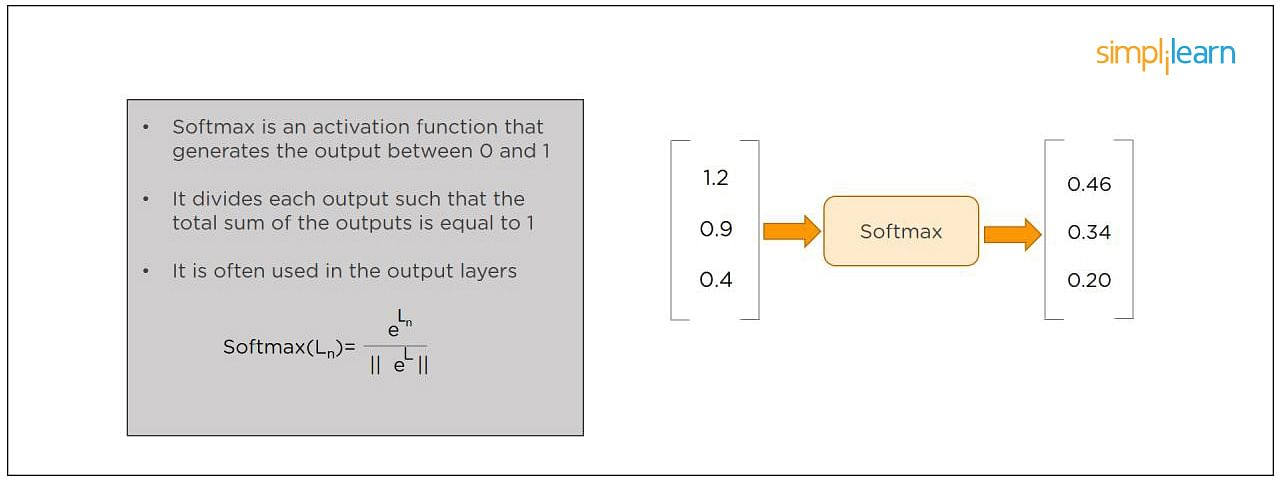 simplilearn
• Softmax is an activation function that
generates the output between 0 and 1
• It divides each output such that the
total sum of the outputs is equal to 1
• It is often used in the output layers
Softmax(Lₙ)= e^Lₙ / || e^L ||
1.2
0.9
0.4
Softmax
0.46
0.34
0.20